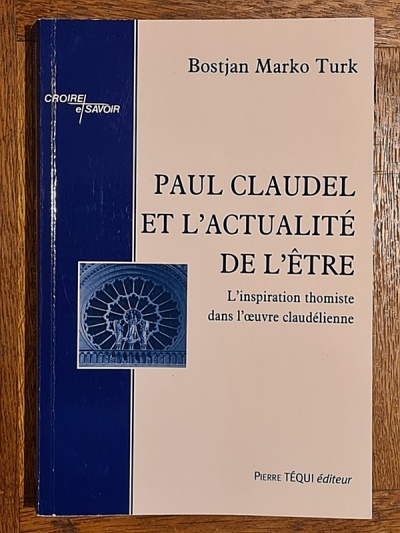 Bostjan Marko Turk
CROIRE
et SAVOIR
PAUL CLAUDEL
ET L'ACTUALITÉ
DE L'ÊTRE
L'inspiration thomiste
dans l'œuvre claudélienne
PIERRE TÉQUI éditeur